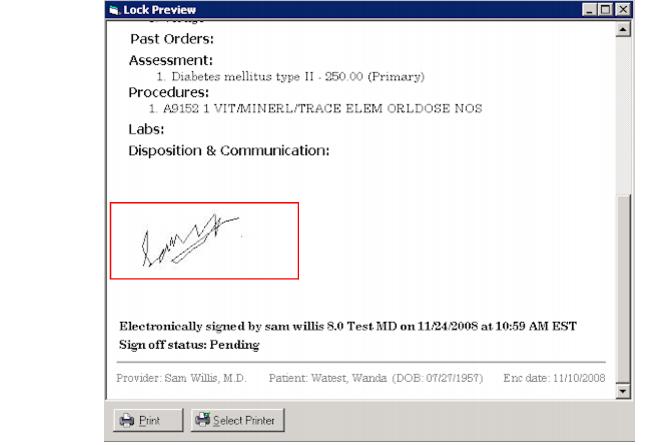 Lock Preview
Past Orders:
Assessment:
1. Diabetes mellitus type II - 250.00 (Primary)
Procedures:
1. A9152 1 VIT/MINERL/TRACE ELEM ORLDOSE NOS
Labs:
Disposition & Communication:
Electronically signed by sam willis 8.0 Test MD on 11/24/2008 at 10:59 AM EST
Sign off status: Pending
Provider: Sam Willis, M.D. Patient: Watest, Wanda (DOB: 07/27/1957) Enc date: 11/10/2008
Print Select Printer